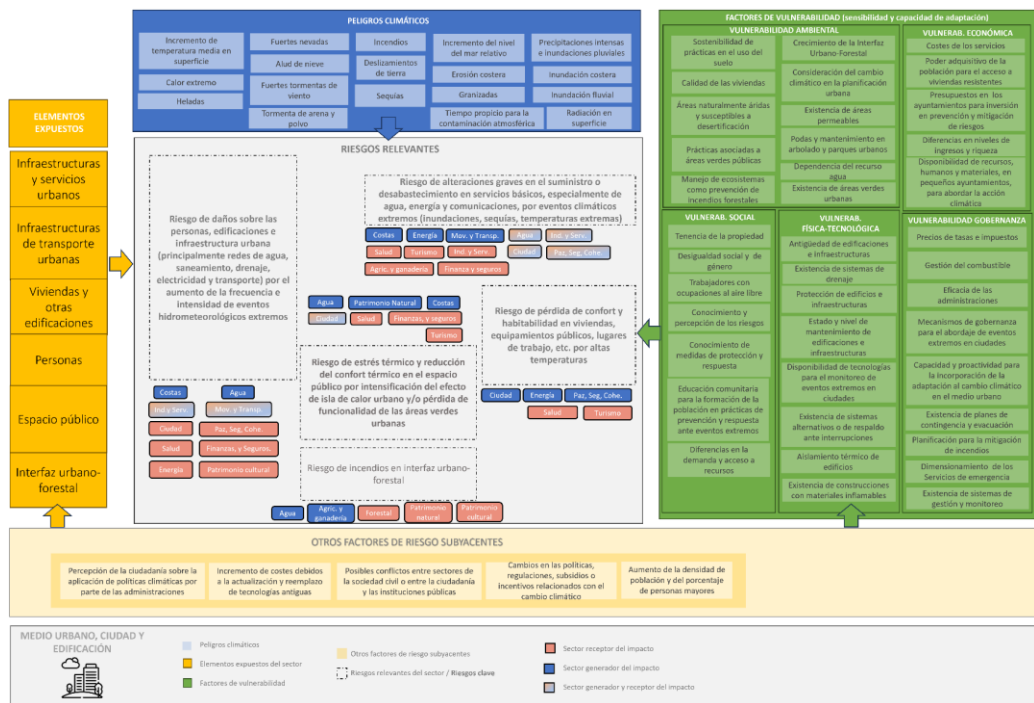 PELIGROS CLIMÁTICOS
Incremento de
temperatura media en
superficie
Calor extremo
Heladas
Fuertes nevadas
Alud de nieve
Fuertes tormentas de
viento
Tormenta de arena y
polvo
Incendios
Deslizamientos
de tierra
Sequías
Incremento del nivel
del mar relativo
Erosión costera
Granizadas
Tiempo propicio para la
contaminación atmosférica
Precipitaciones intensas
e inundaciones pluviales
Inundación costera
Inundación fluvial
Radiación en
superficie
FACTORES DE VULNERABILIDAD (sensibilidad y capacidad de adaptación)
VULNERABILIDAD AMBIENTAL
Sostenibilidad de
prácticas en el uso del
suelo
Calidad de las viviendas
Áreas naturalmente áridas
y susceptibles a
desertificación
Prácticas asociadas a
áreas verdes públicas
Manejo de ecosistemas
como prevención de
incendios forestales
Crecimiento de la Interfaz
Urbano-Forestal
Consideración del cambio
climático en la planificación
urbana
Existencia de áreas
permeables
Podas y mantenimiento en
arbolado y parques urbanos
Dependencia del recurso
agua
Existencia de áreas verdes
urbanas
VULNERAB. ECONÓMICA
Costes de los servicios
Poder adquisitivo de la
población para el acceso a
viviendas resistentes
Presupuestos en los
ayuntamientos para inversión
en prevención y mitigación de
riesgos
Diferencias en niveles de
ingresos y riqueza
Disponibilidad de recursos,
humanos y materiales, en
pequeños ayuntamientos,
para abordar la acción
climática
VULNERAB. SOCIAL
Tenencia de la propiedad
Desigualdad social y de
género
Trabajadores con
ocupaciones al aire libre
Conocimiento y
percepción de los riesgos
Conocimiento de
medidas de protección y
respuesta
Educación comunitaria
para la formación de la
población en prácticas de
prevención y respuesta
ante eventos extremos
Diferencias en la
demanda y acceso a
recursos
VULNERAB.
FÍSICA-TECNOLÓGICA
Antigüedad de edificaciones
e infraestructuras
Existencia de sistemas de
drenaje
Protección de edificios e
infraestructuras
Estado y nivel de
mantenimiento de
edificaciones e
infraestructuras
Disponibilidad de tecnologías
para el monitoreo de
eventos extremos en
ciudades
Existencia de sistemas
alternativos o de respaldo
ante interrupciones
Aislamiento térmico de
edificios
Existencia de construcciones
con materiales inflamables
VULNERABILIDAD GOBERNANZA
Precios de tasas e impuestos
Gestión del combustible
Eficacia de las
administraciones
Mecanismos de gobernanza
para el abordaje de eventos
extremos en ciudades
Capacidad y proactividad para
la incorporación de la
adaptación al cambio climático
en el medio urbano
Existencia de planes de
contingencia y evacuación
Planificación para la mitigación
de incendios
Dimensionamiento de los
Servicios de emergencia
Existencia de sistemas de
gestión y monitoreo
ELEMENTOS
EXPUESTOS
Infraestructuras
y servicios
urbanos
Infraestructuras
de transporte
urbanas
Viviendas y
otras
edificaciones
Personas
Espacio público
Interfaz urbano-
forestal
RIESGOS RELEVANTES
Riesgo de daños sobre las
personas, edificaciones e
infraestructura urbana
(principalmente redes de agua,
saneamiento, drenaje,
electricidad y transporte) por el
aumento de la frecuencia e
intensidad de eventos
hidrometeorológicos extremos
Costas
Agua
Ind y Serv.
Mov. y Transp.
Ciudad
Paz, Seg, Cohe.
Salud
Finanzas, y Seguros.
Energía
Patrimonio cultural
Riesgo de alteraciones graves en el suministro o
desabastecimiento en servicios básicos, especialmente de
agua, energía y comunicaciones, por eventos climáticos
extremos (inundaciones, sequías, temperaturas extremas)
Costas
Energía
Mov. y Transp.
Agua
Ind. y Serv.
Salud
Turismo
Ind. y Serv.
Ciudad
Paz, Seg, Cohe.
Agric. y ganadería
Finanza y seguros
Agua
Patrimonio Natural
Costas
Ciudad
Salud
Finanzas, y seguros
Turismo
Riesgo de estrés térmico y reducción
del confort térmico en el espacio
público por intensificación del efecto
de isla de calor urbano y/o pérdida de
funcionalidad de las áreas verdes
urbanas
Riesgo de pérdida de confort y
habitabilidad en viviendas,
equipamientos públicos, lugares
de trabajo, etc. por altas
temperaturas
Ciudad
Energía
Paz, Seg, Cohe.
Salud
Turismo
Riesgo de incendios en interfaz urbano-
forestal
Agua
Agric. y
ganadería
Forestal
Patrimonio
natural
Patrimonio
cultural
OTROS FACTORES DE RIESGO SUBYACENTES
Percepción de la ciudadanía sobre la
aplicación de políticas climáticas por
parte de las administraciones
Incremento de costes debidos
a la actualización y reemplazo
de tecnologías antiguas
Posibles conflictos entre sectores de
la sociedad civil o entre la ciudadanía
y las instituciones públicas
Cambios en las políticas,
regulaciones, subsidios o
incentivos relacionados con el
cambio climático
Aumento de la densidad de
población y del porcentaje
de personas mayores
MEDIO URBANO, CIUDAD Y
EDIFICACIÓN
Peligros climáticos
Elementos expuestos del sector
Factores de vulnerabilidad
Otros factores de riesgo subyacentes
Riesgos relevantes del sector / Riesgos clave
Sector receptor del impacto
Sector generador del impacto
Sector generador y receptor del impacto